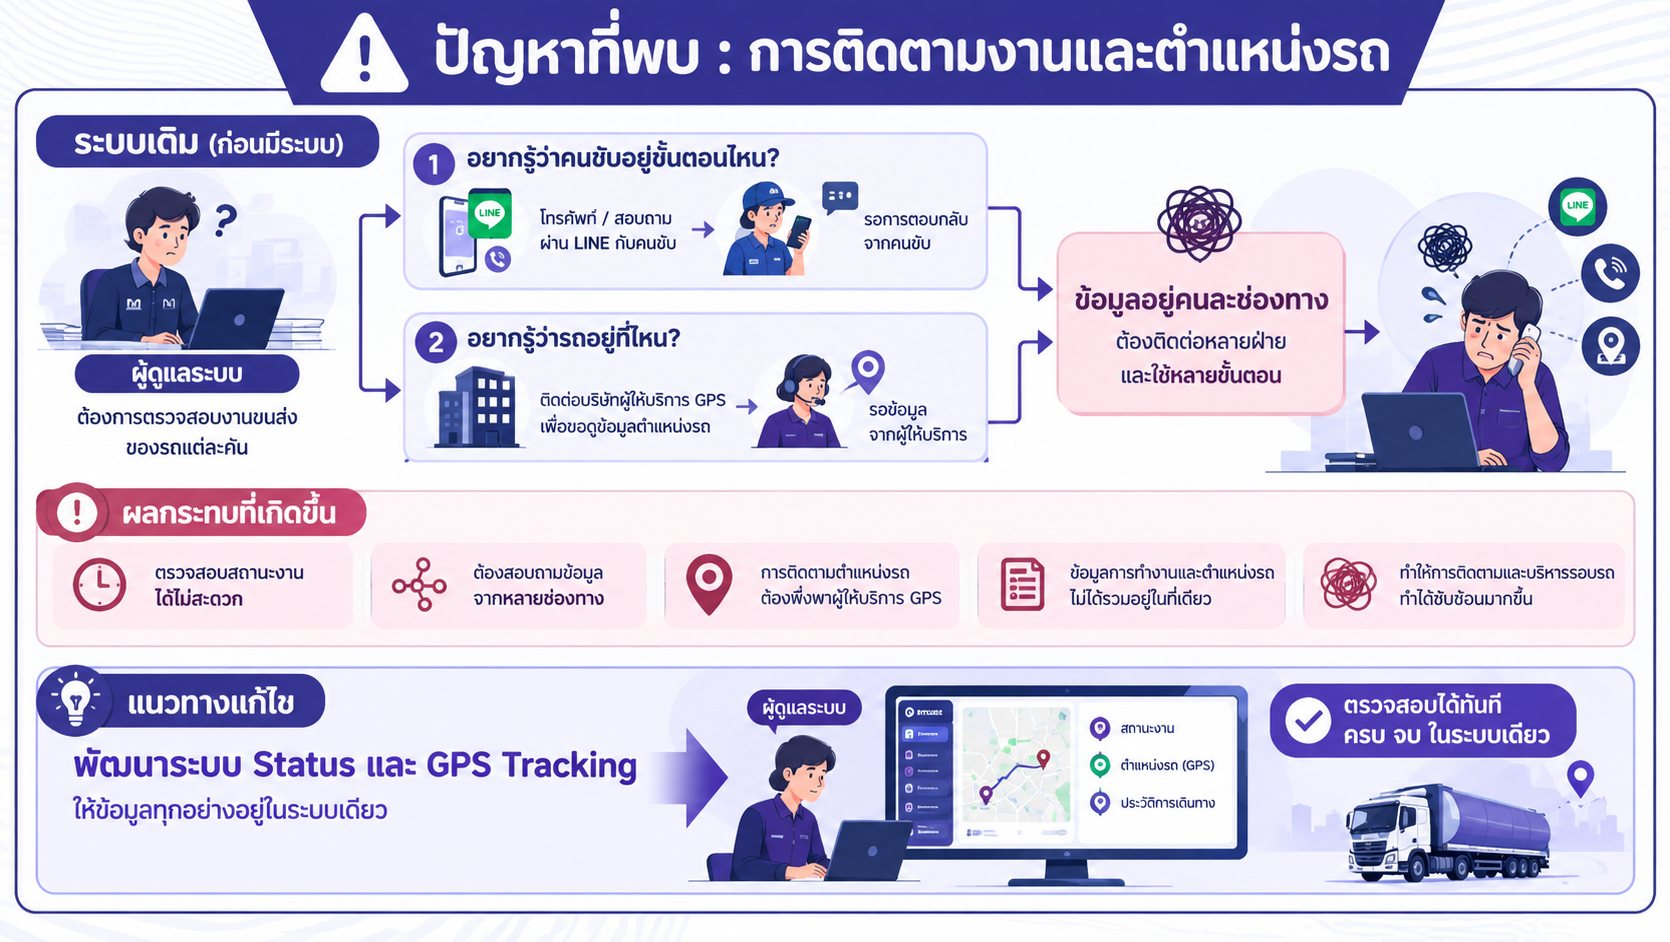 ปัญหาที่พบ : การติดตามงานและตำแหน่งรถ
ระบบเดิม (ก่อนมีระบบ)
ผู้ดูแลระบบ
ต้องการตรวจสอบงานขนส่ง
ของรถแต่ละคัน
1 อยากรู้ว่าคนขับอยู่ขั้นตอนไหน?
LINE
โทรศัพท์ / สอบถาม
ผ่าน LINE กับคนขับ
รอการตอบกลับ
จากคนขับ
2 อยากรู้ว่ารถอยู่ที่ไหน?
ติดต่อบริษัทผู้ให้บริการ GPS
เพื่อขอดูข้อมูลตำแหน่งรถ
รอข้อมูล
จากผู้ให้บริการ
ข้อมูลอยู่คนละช่องทาง
ต้องติดต่อหลายฝ่าย
และใช้หลายขั้นตอน
LINE
ผลกระทบที่เกิดขึ้น
ตรวจสอบสถานะงาน
ได้ไม่สะดวก
ต้องสอบถามข้อมูล
จากหลายช่องทาง
การติดตามตำแหน่งรถ
ต้องพึ่งพาผู้ให้บริการ GPS
ข้อมูลการทำงานและตำแหน่งรถ
ไม่ได้รวมอยู่ในที่เดียว
ทำให้การติดตามและบริหารรอบรถ
ทำได้ซับซ้อนมากขึ้น
แนวทางแก้ไข
พัฒนาระบบ Status และ GPS Tracking
ให้ข้อมูลทุกอย่างอยู่ในระบบเดียว
ผู้ดูแลระบบ
สถานะงาน
ตำแหน่งรถ (GPS)
ประวัติการเดินทาง
ตรวจสอบได้ทันที
ครบ จบ ในระบบเดียว